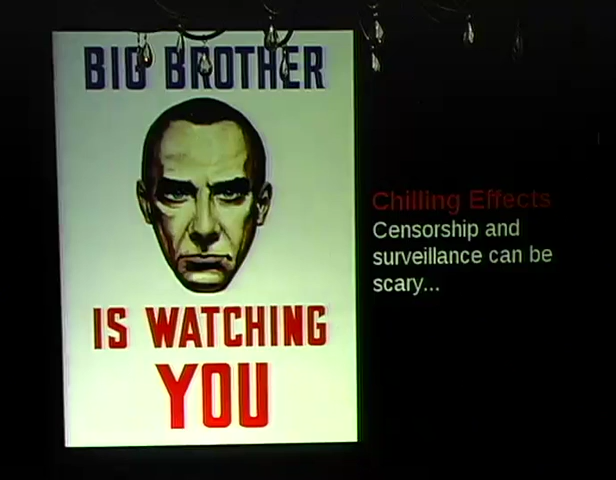 BIG BROTHER
IS WATCHING
YOU
Chilling Effects
Censorship and
surveillance can be
scary...